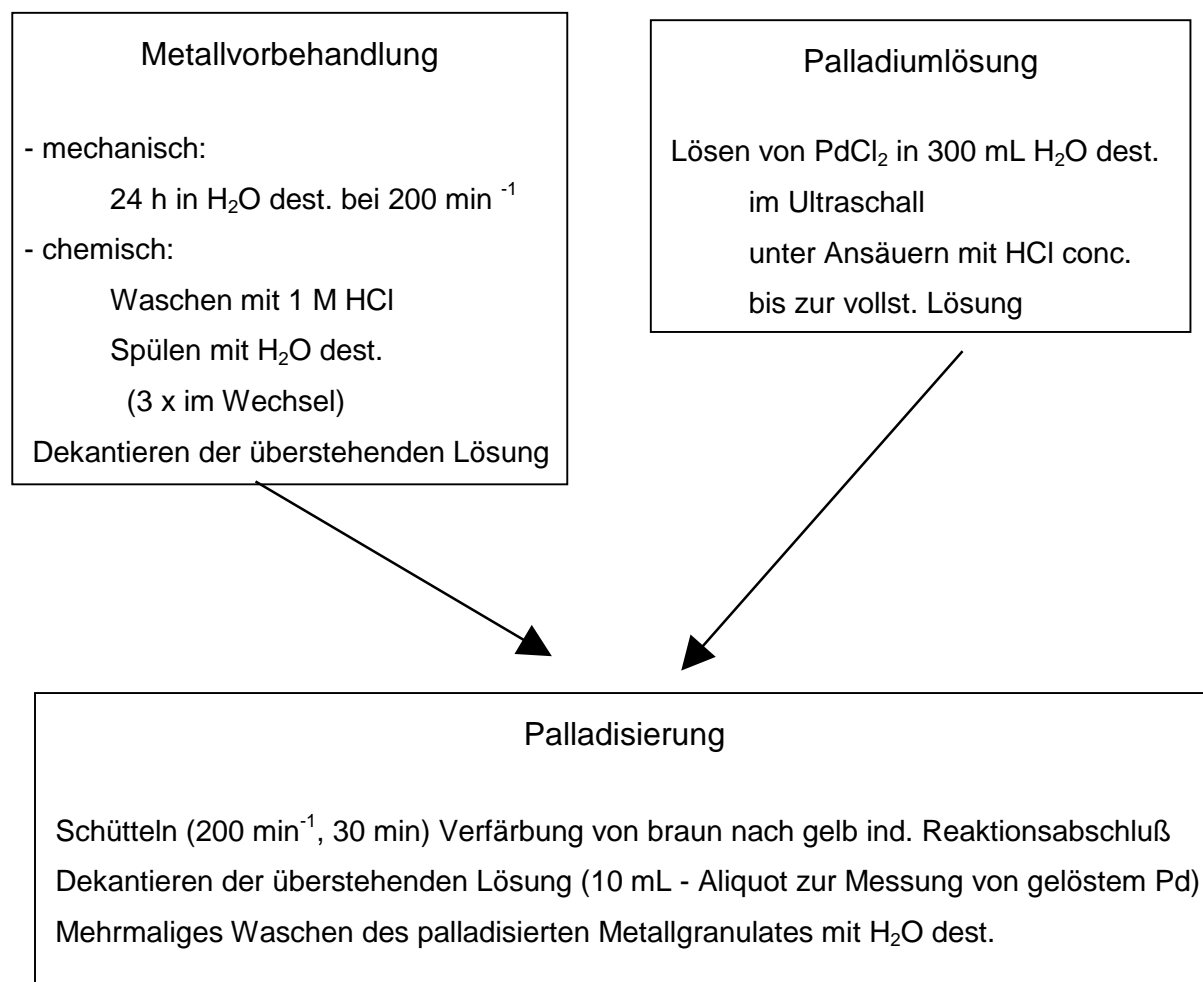 Metallvorbehandlung
- mechanisch:
24 h in H₂O dest. bei 200 min ⁻¹
- chemisch:
Waschen mit 1 M HCl
Spülen mit H₂O dest.
(3 x im Wechsel)
Dekantieren der überstehenden Lösung
Palladiumlösung
Lösen von PdCl₂ in 300 mL H₂O dest.
im Ultraschall
unter Ansäuern mit HCl conc.
bis zur vollst. Lösung
Palladisierung
Schütteln (200 min⁻¹, 30 min) Verfärbung von braun nach gelb ind. Reaktionsabschluß
Dekantieren der überstehenden Lösung (10 mL - Aliquot zur Messung von gelöstem Pd)
Mehrmaliges Waschen des palladisierten Metallgranulates mit H₂O dest.